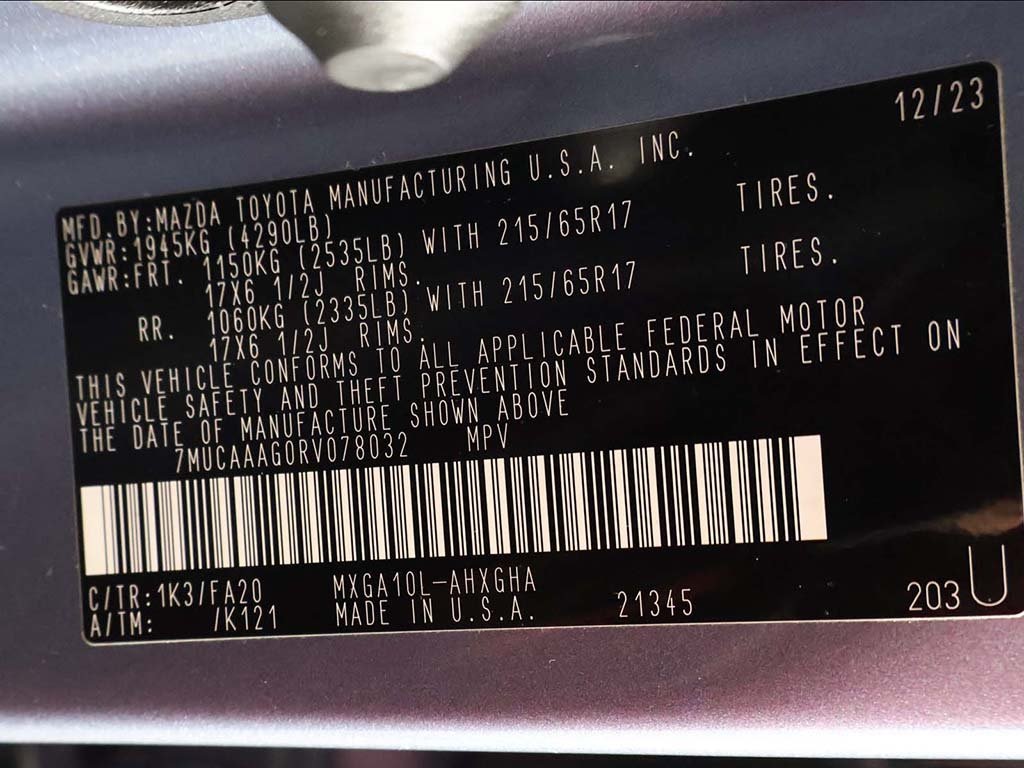 12/23
MFD.BY:MAZDA TOYOTA MANUFACTURING U.S.A. INC.
GVWR:1945KG (4290LB)
GAWR:FRT. 1150KG (2535LB) WITH 215/65R17 TIRES.
17X6 1/2J RIMS.
RR. 1060KG (2335LB) WITH 215/65R17 TIRES.
17X6 1/2J RIMS.
THIS VEHICLE CONFORMS TO ALL APPLICABLE FEDERAL MOTOR
VEHICLE SAFETY AND THEFT PREVENTION STANDARDS IN EFFECT ON
THE DATE OF MANUFACTURE SHOWN ABOVE
7MUCAAAG0RV078032 MPV
C/TR:1K3/FA20 MXGA10L-AHXGHA
A/TM: /K121 MADE IN U.S.A. 21345 203U